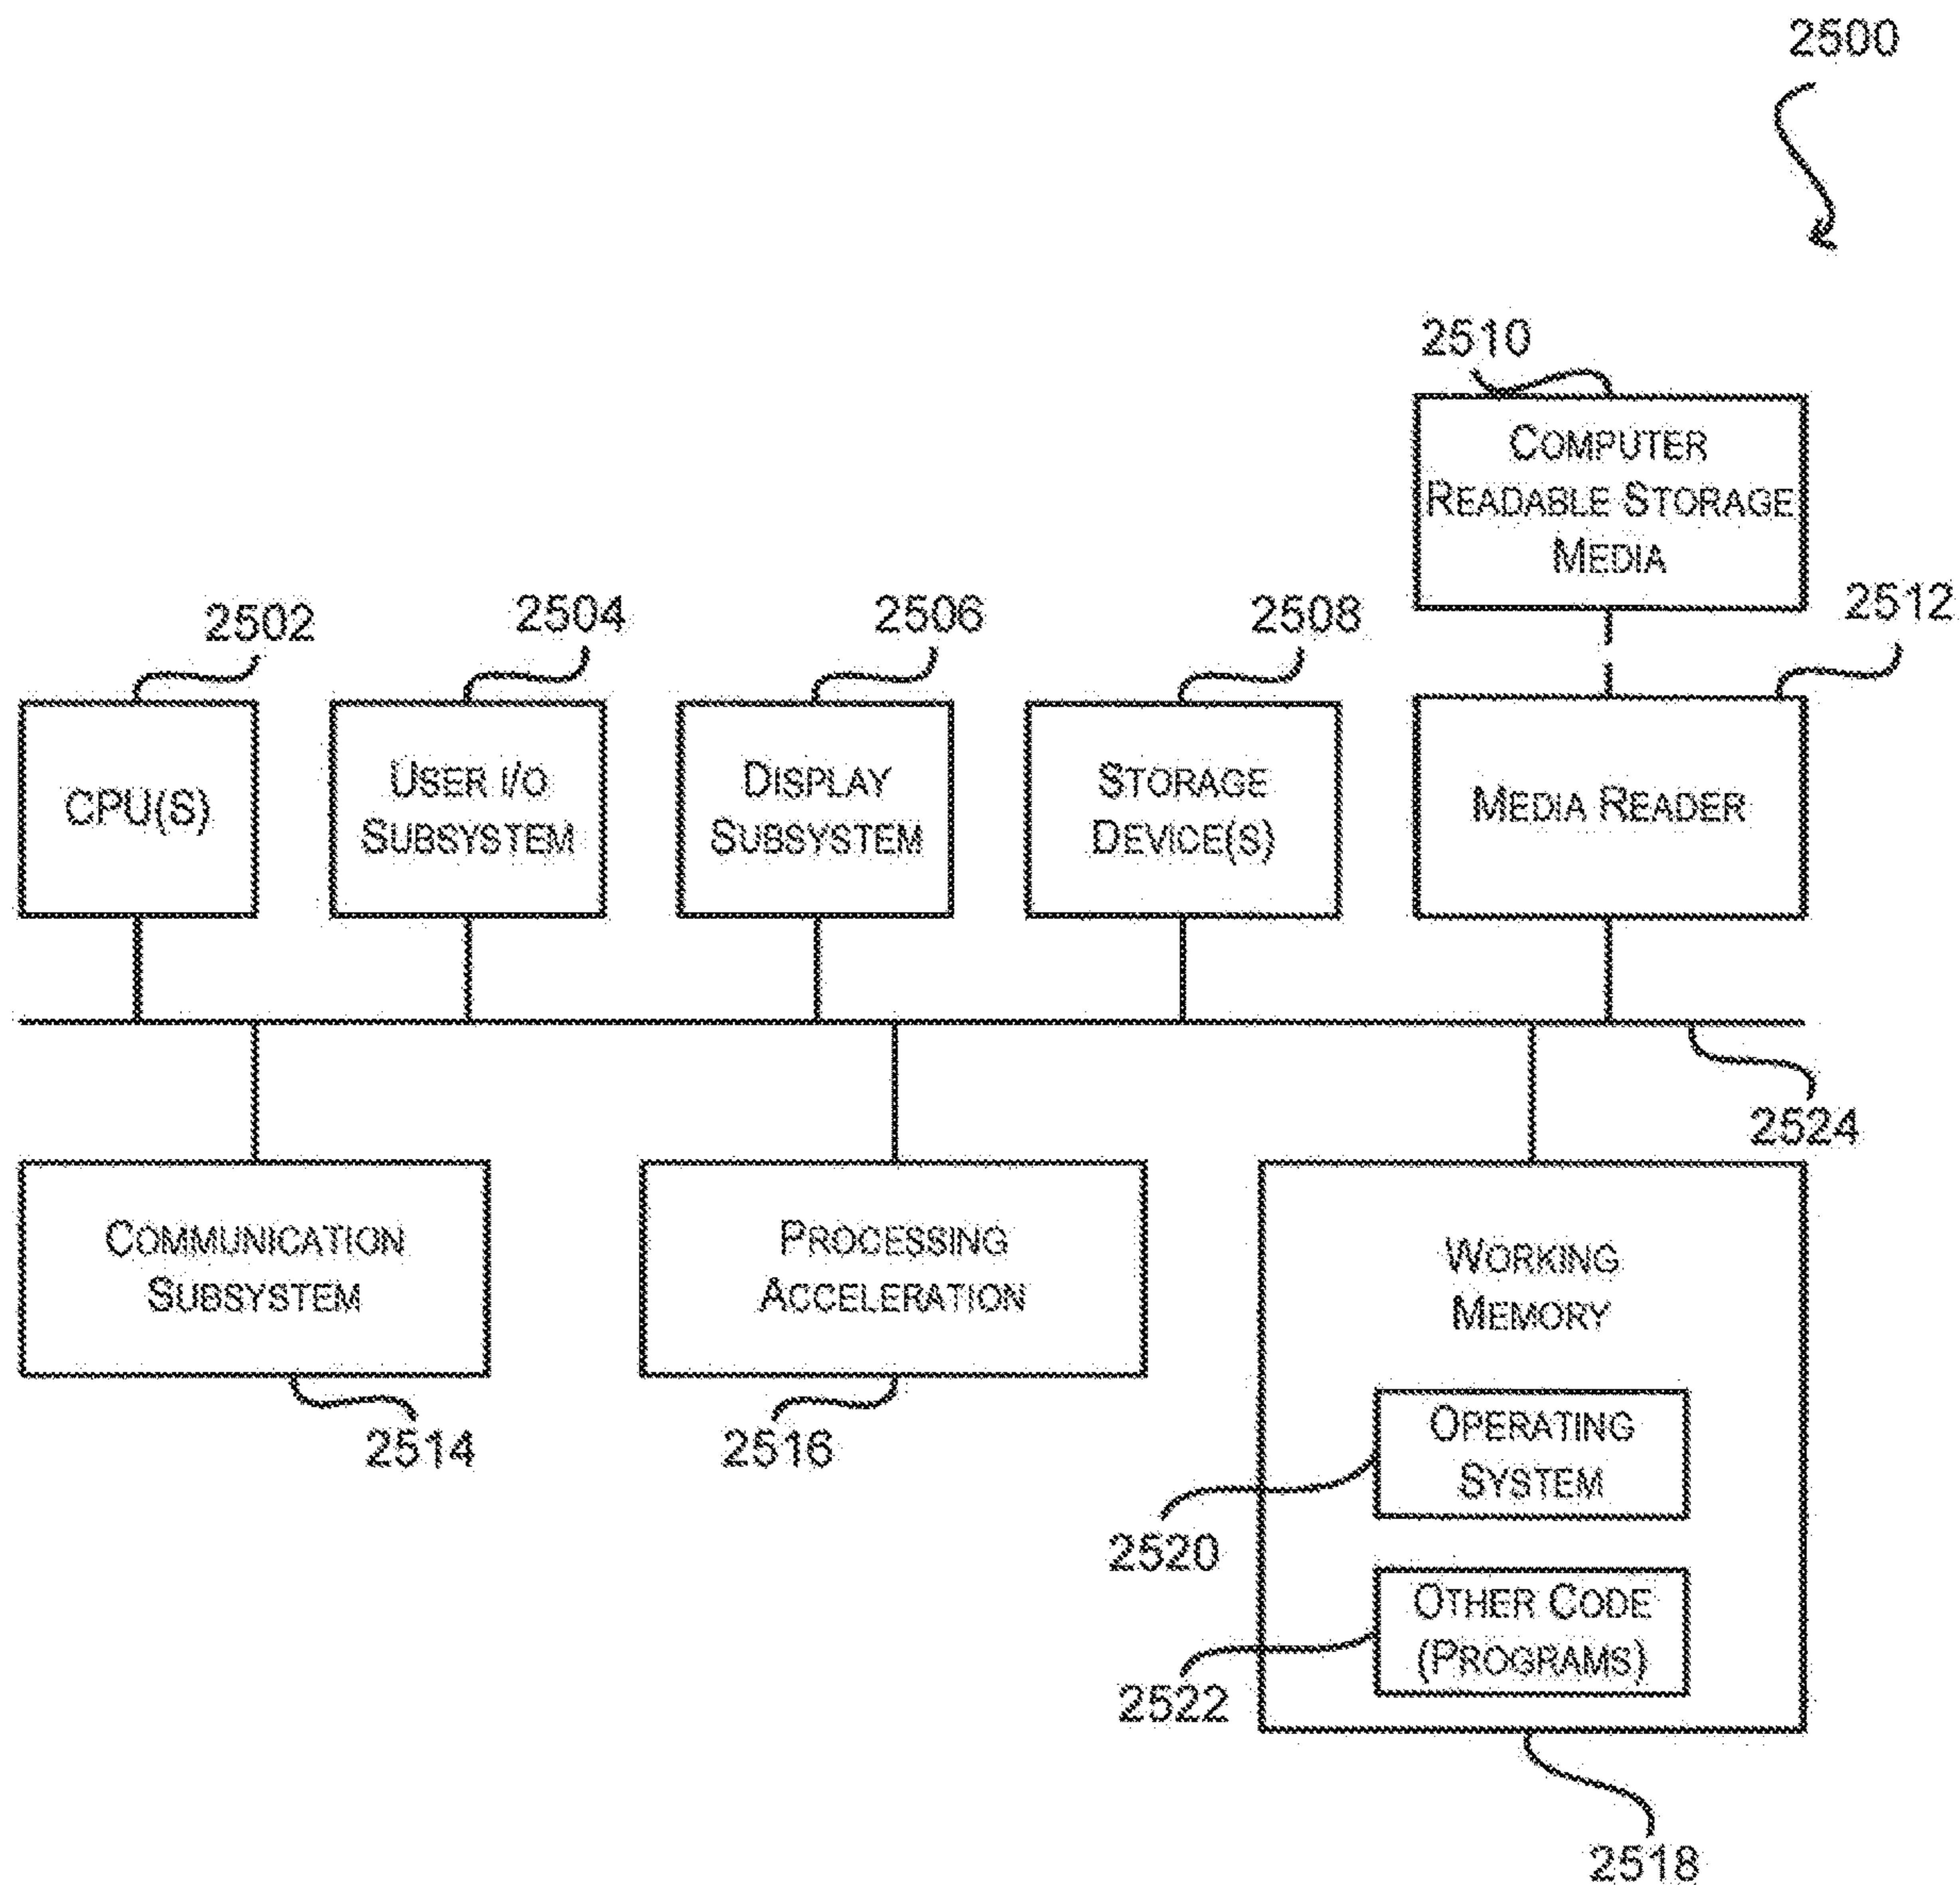 2500
2510
COMPUTER
READABLE STORAGE
MEDIA
2502
2504
2506
2508
2512
CPU(S)
USER I/O
SUBSYSTEM
DISPLAY
SUBSYSTEM
STORAGE
DEVICE(S)
MEDIA READER
2524
COMMUNICATION
SUBSYSTEM
PROCESSING
ACCELERATION
WORKING
MEMORY
2514
2516
OPERATING
SYSTEM
2520
OTHER CODE
(PROGRAMS)
2522
2518